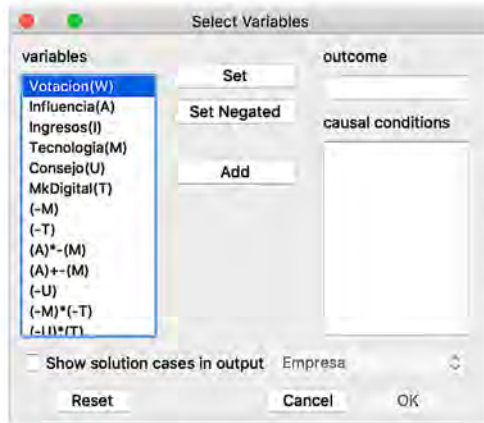 Select Variables
variables
Votacion(W)
Influencia(A)
Ingresos(I)
Tecnologia(M)
Consejo(U)
MkDigital(T)
(~M)
(~T)
(A)*~(M)
(A)+~(M)
(~U)
(~M)*(~T)
(~U)*(T)
Set
Set Negated
Add
outcome
causal conditions
Show solution cases in output Empresa
Reset Cancel OK